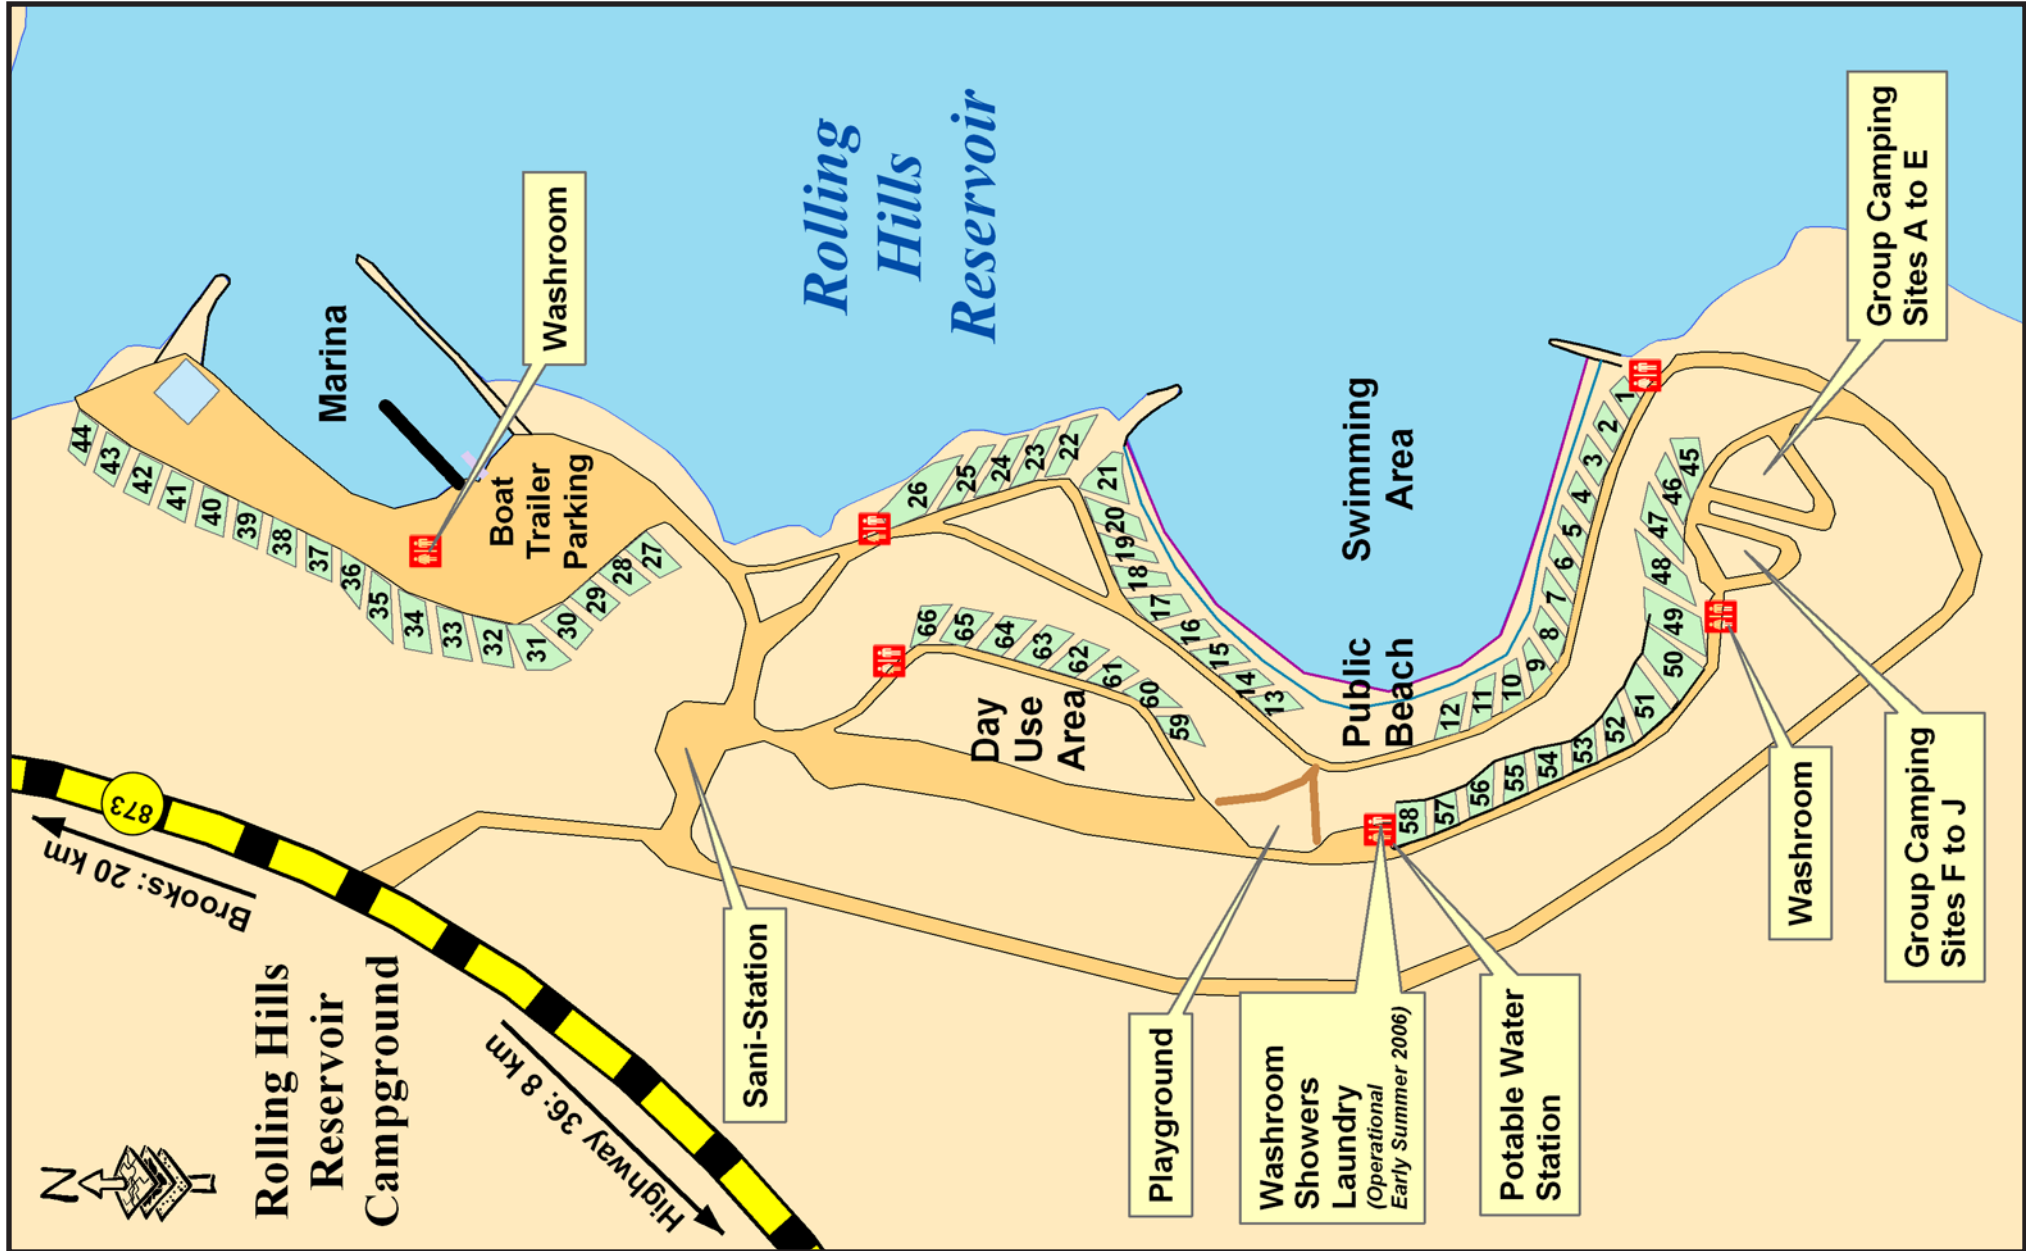 N
Rolling Hills
Reservoir
Campground
Brooks: 20 km
873
Highway 36: 8 km
Marina
Washroom
Boat
Trailer
Parking
Rolling
Hills
Reservoir
Swimming
Area
Public
Beach
Day
Use
Area
Sani-Station
Playground
Washroom
Showers
Laundry
(Operational
Early Summer 2006)
Potable Water
Station
Washroom
Group Camping
Sites F to J
Group Camping
Sites A to E
1
2
3
4
5
6
7
8
9
10
11
12
13
14
15
16
17
18
19
20
21
22
23
24
25
26
27
28
29
30
31
32
33
34
35
36
37
38
39
40
41
42
43
44
45
46
47
48
49
50
51
52
53
54
55
56
57
58
59
60
61
62
63
64
65
66